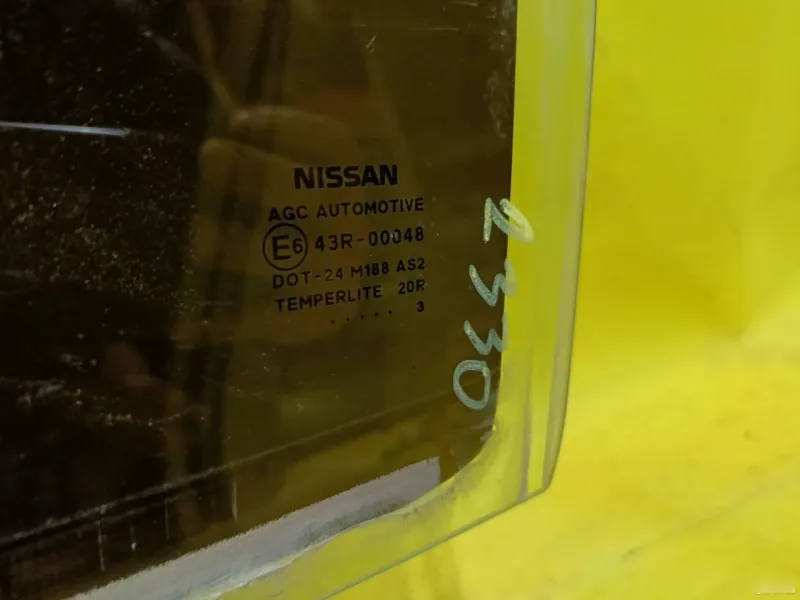 NISSAN
AGC AUTOMOTIVE
E6 43R-00048
DOT-24 M188 AS2
TEMPERLITE 20R
..... 3
2330